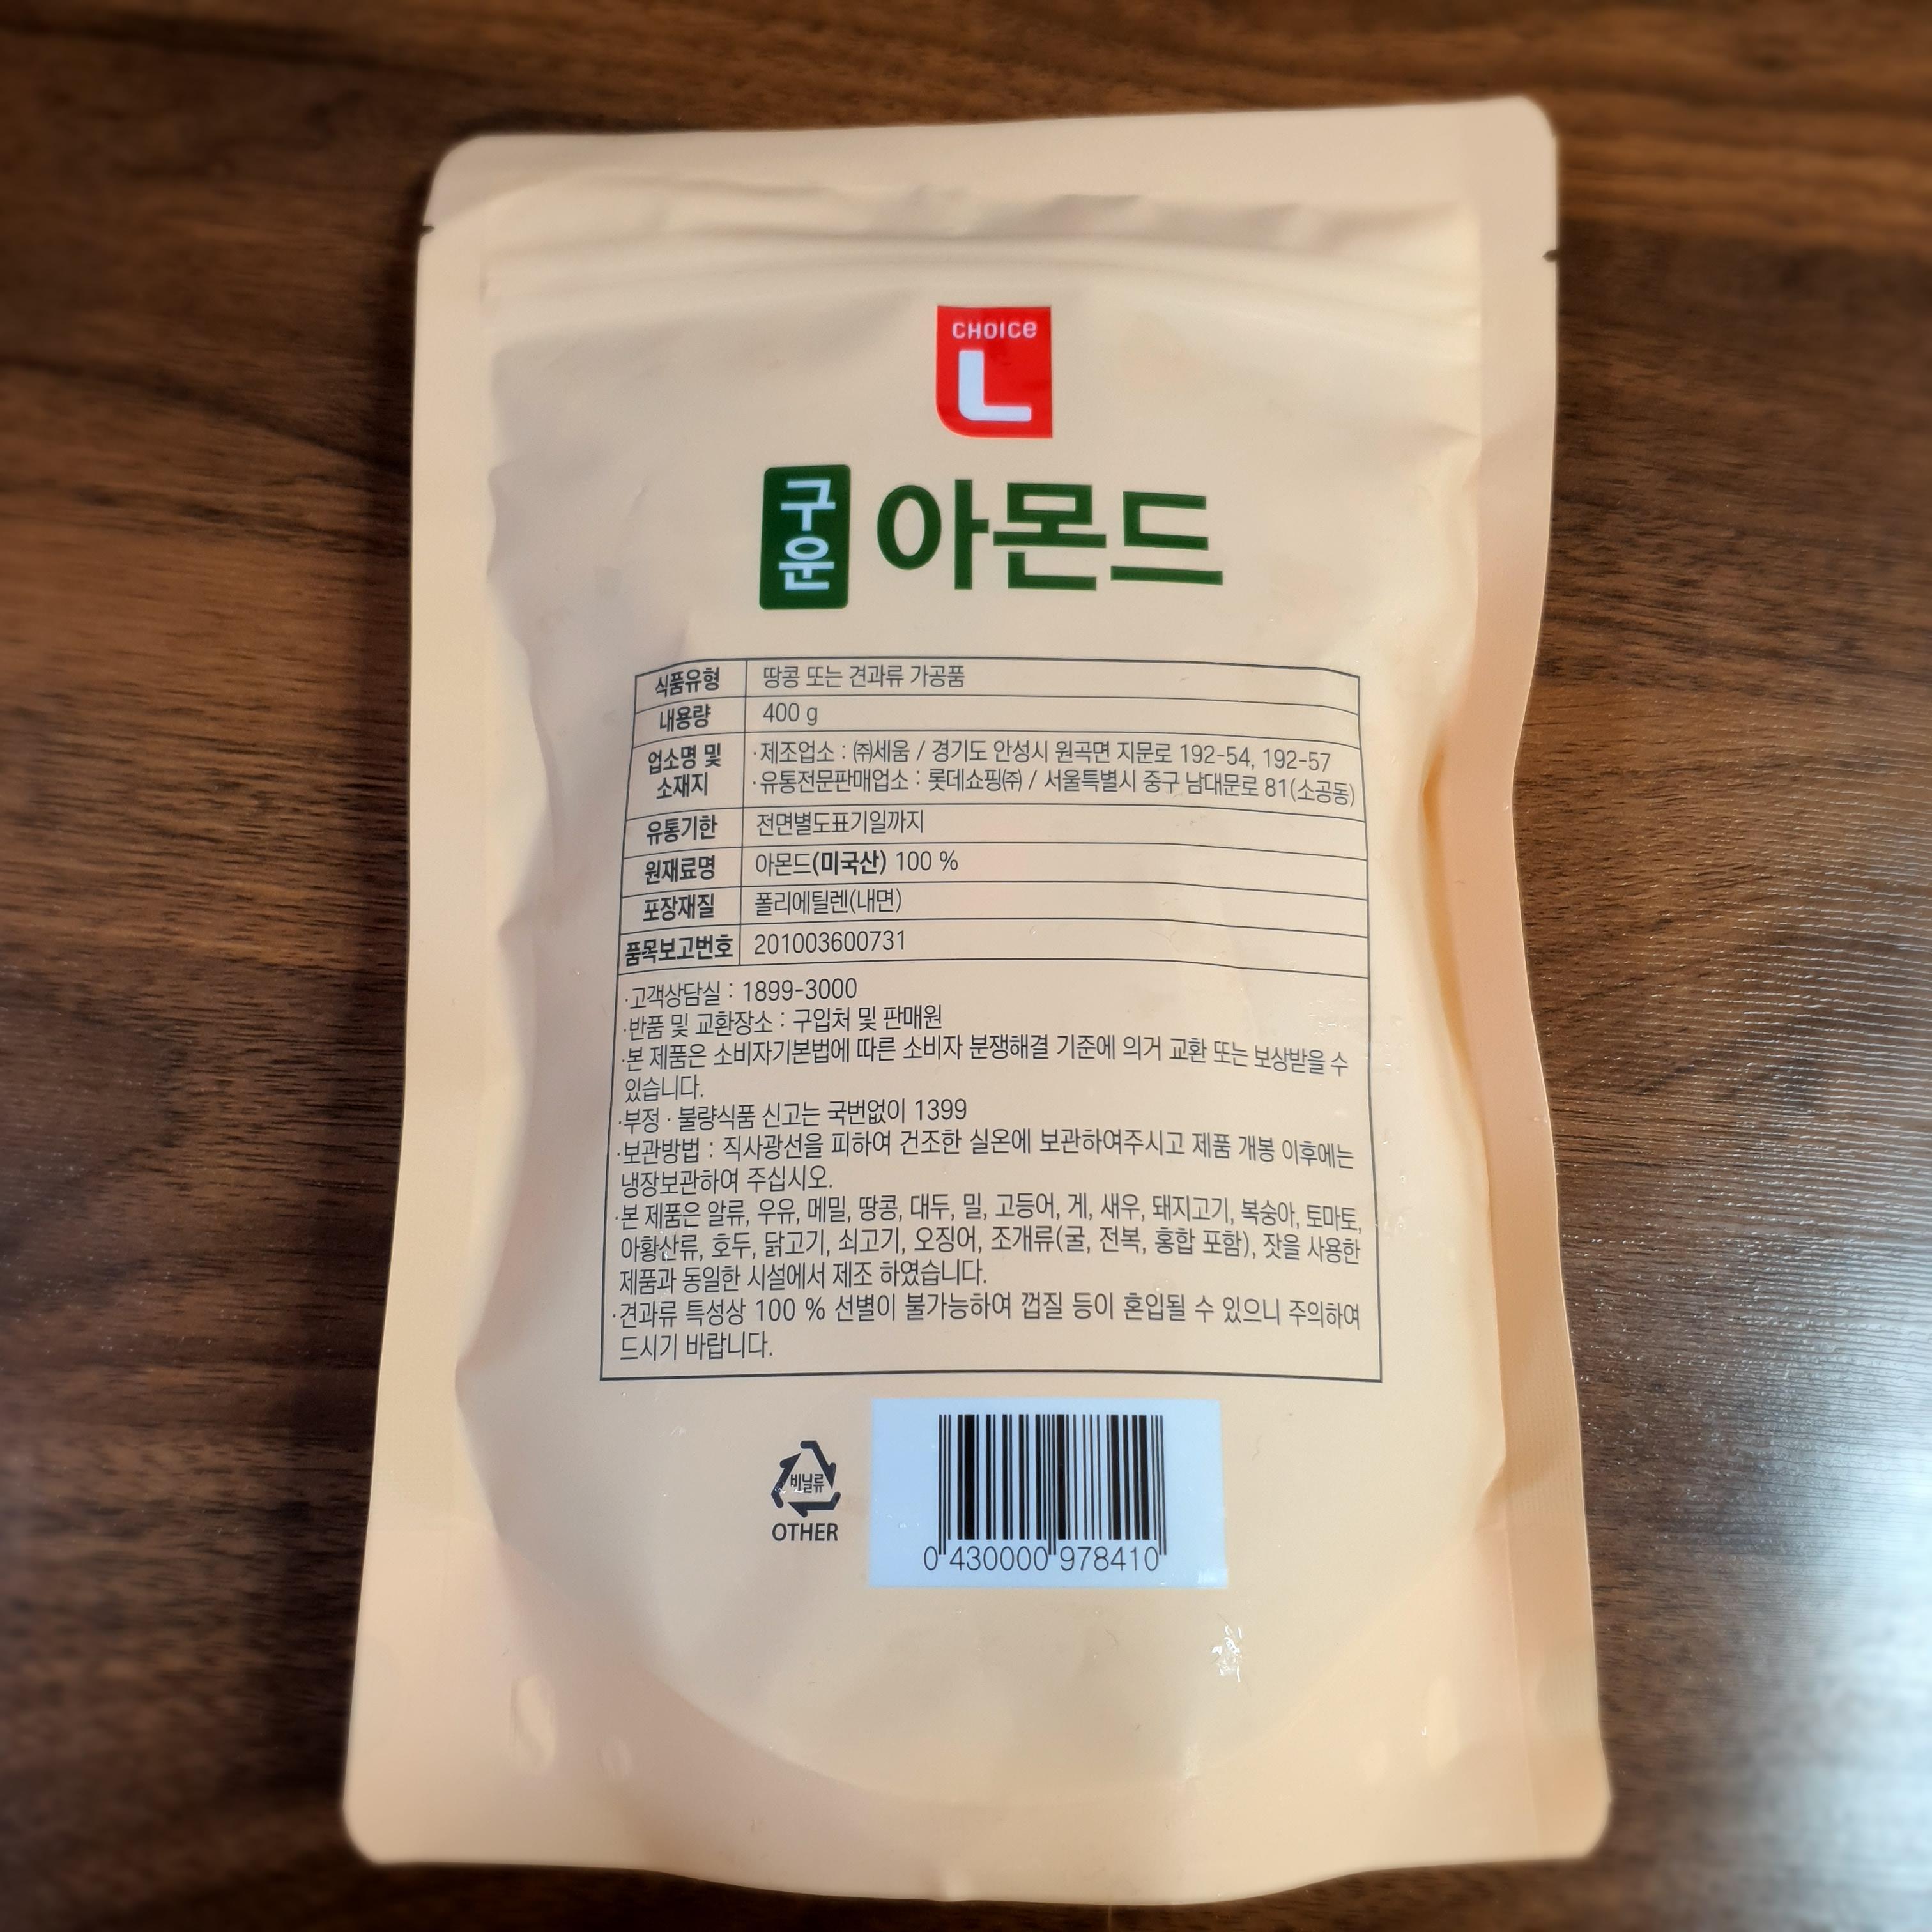 CHOICE
L
구운 아몬드
식품유형 땅콩 또는 견과류 가공품
내용량 400 g
업소명 및 소재지 ·제조업소 : ㈜세움 / 경기도 안성시 원곡면 지문로 192-54, 192-57
·유통전문판매업소 : 롯데쇼핑㈜ / 서울특별시 중구 남대문로 81(소공동)
유통기한 전면별도표기일까지
원재료명 아몬드(미국산) 100 %
포장재질 폴리에틸렌(내면)
품목보고번호 201003600731
·고객상담실 : 1899-3000
·반품 및 교환장소 : 구입처 및 판매원
·본 제품은 소비자기본법에 따른 소비자 분쟁해결 기준에 의거 교환 또는 보상받을 수
있습니다.
·부정 · 불량식품 신고는 국번없이 1399
·보관방법 : 직사광선을 피하여 건조한 실온에 보관하여주시고 제품 개봉 이후에는
냉장보관하여 주십시오.
·본 제품은 알류, 우유, 메밀, 땅콩, 대두, 밀, 고등어, 게, 새우, 돼지고기, 복숭아, 토마토,
아황산류, 호두, 닭고기, 쇠고기, 오징어, 조개류(굴, 전복, 홍합 포함), 잣을 사용한
제품과 동일한 시설에서 제조 하였습니다.
·견과류 특성상 100 % 선별이 불가능하여 껍질 등이 혼입될 수 있으니 주의하여
드시기 바랍니다.
비닐류
OTHER
0 430000 978410